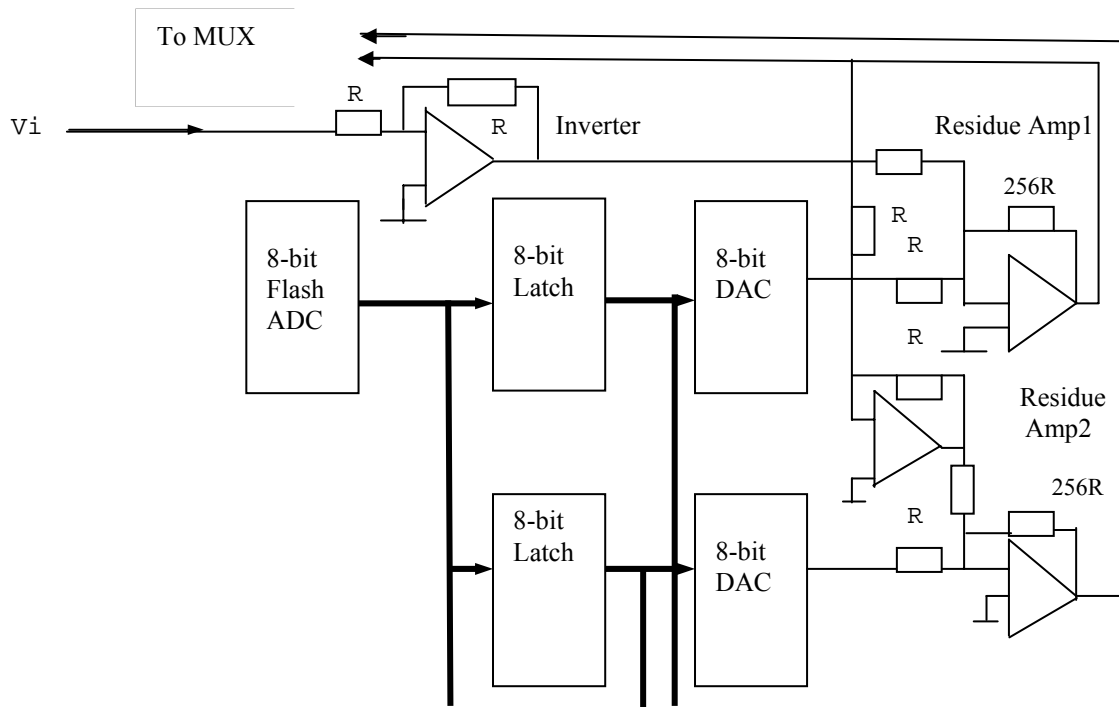 To MUX
R
Vi
R
Inverter
Residue Amp1
256R
R
8-bit
Flash
ADC
8-bit
Latch
8-bit
DAC
R
R
Residue
Amp2
256R
8-bit
Latch
R
8-bit
DAC